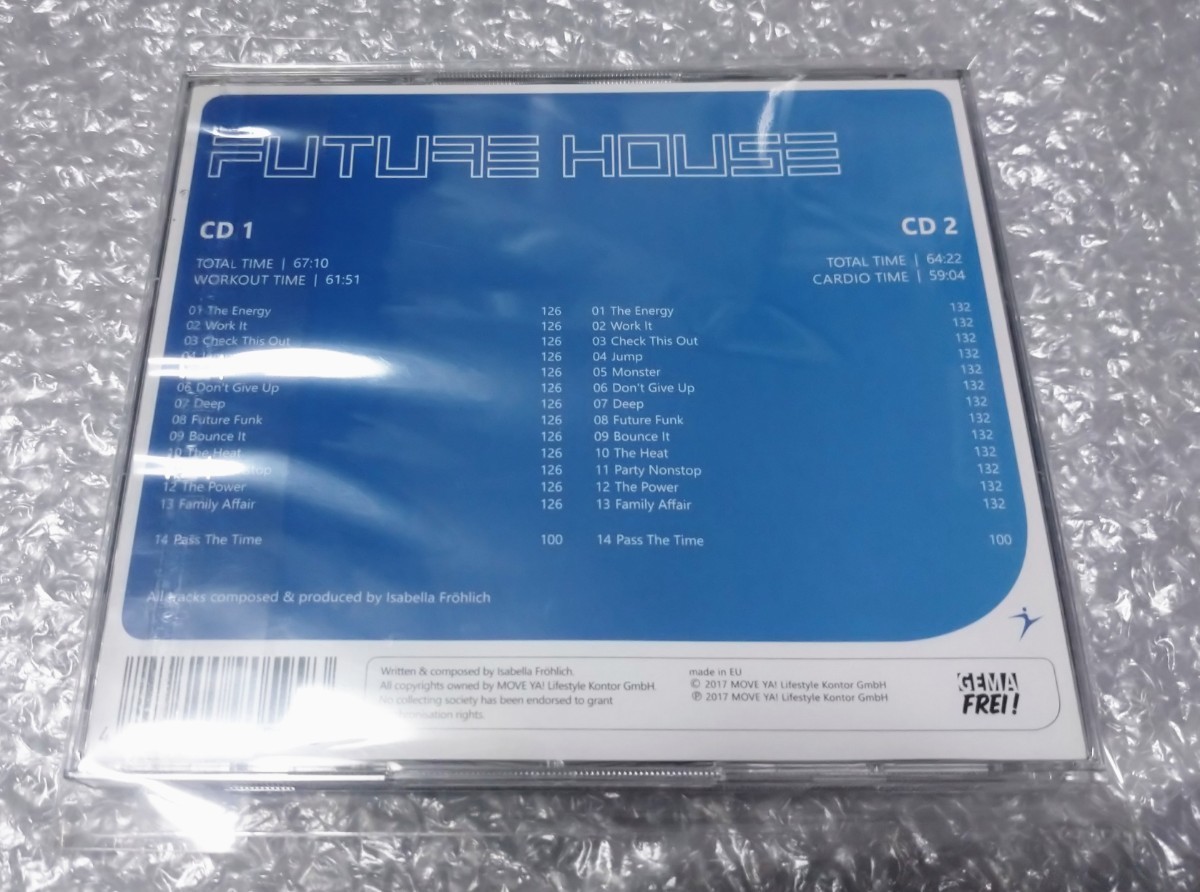 FUTURE HOUSE
CD 1
TOTAL TIME | 67:10
WORKOUT TIME | 61:51
01 The Energy 126
02 Work It 126
03 Check This Out 126
04 126
126
06 Don't Give Up 126
07 Deep 126
08 Future Funk 126
09 Bounce It 126
10 The Heat 126
126
12 The Power 126
13 Family Affair 126
14 Pass The Time 100
CD 2
TOTAL TIME | 64:22
CARDIO TIME | 59:04
01 The Energy 132
02 Work It 132
03 Check This Out 132
04 Jump 132
05 Monster 132
06 Don't Give Up 132
07 Deep 132
08 Future Funk 132
09 Bounce It 132
10 The Heat 132
11 Party Nonstop 132
12 The Power 132
13 Family Affair 132
14 Pass The Time 100
All tracks composed & produced by Isabella Fröhlich
Written & composed by Isabella Fröhlich.
All copyrights owned by MOVE YA! Lifestyle Kontor GmbH.
No collecting society has been endorsed to grant
rights.
made in EU
© 2017 MOVE YA! Lifestyle Kontor GmbH
℗ 2017 MOVE YA! Lifestyle Kontor GmbH
GEMA
FREI!